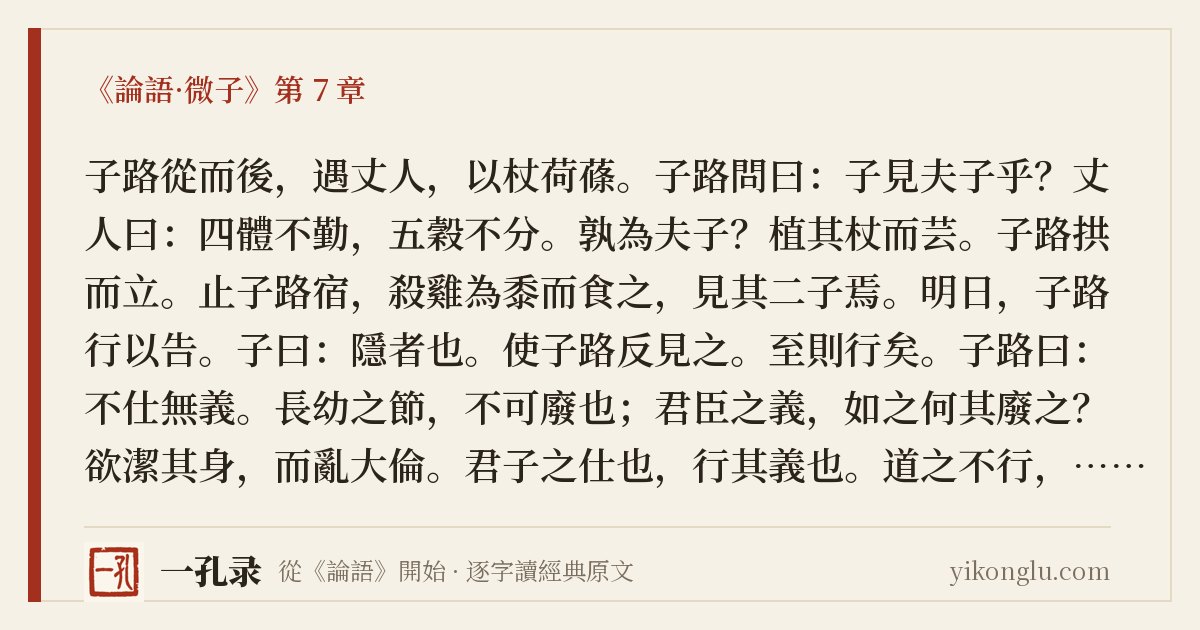 《論語·微子》第 7 章
子路從而後，遇丈人，以杖荷蓧。子路問曰：子見夫子乎？丈
人曰：四體不勤，五穀不分。孰為夫子？植其杖而芸。子路拱
而立。止子路宿，殺雞為黍而食之，見其二子焉。明日，子路
行以告。子曰：隱者也。使子路反見之。至則行矣。子路曰：
不仕無義。長幼之節，不可廢也；君臣之義，如之何其廢之？
欲潔其身，而亂大倫。君子之仕也，行其義也。道之不行，……
一孔
一孔录 從《論語》開始 · 逐字讀經典原文 yikonglu.com